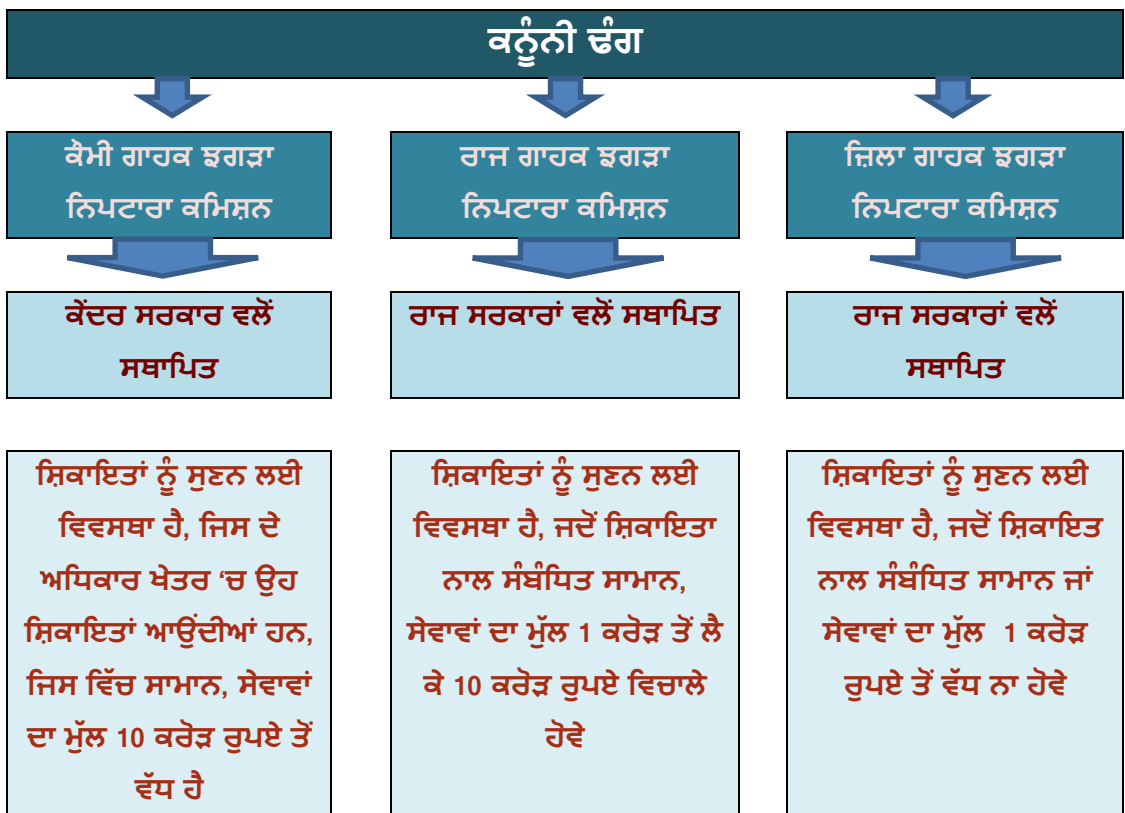 ਕਨੂੰਨੀ ਢੰਗ
ਕੌਮੀ ਗਾਹਕ ਝਗੜਾ
ਨਿਪਟਾਰਾ ਕਮਿਸ਼ਨ
ਕੇਂਦਰ ਸਰਕਾਰ ਵਲੋਂ
ਸਥਾਪਿਤ
ਸ਼ਿਕਾਇਤਾਂ ਨੂੰ ਸੁਣਨ ਲਈ
ਵਿਵਸਥਾ ਹੈ, ਜਿਸ ਦੇ
ਅਧਿਕਾਰ ਖੇਤਰ ‘ਚ ਉਹ
ਸ਼ਿਕਾਇਤਾਂ ਆਉਂਦੀਆਂ ਹਨ,
ਜਿਸ ਵਿੱਚ ਸਾਮਾਨ, ਸੇਵਾਵਾਂ
ਦਾ ਮੁੱਲ 10 ਕਰੋੜ ਰੁਪਏ ਤੋਂ
ਵੱਧ ਹੈ
ਰਾਜ ਗਾਹਕ ਝਗੜਾ
ਨਿਪਟਾਰਾ ਕਮਿਸ਼ਨ
ਰਾਜ ਸਰਕਾਰਾਂ ਵਲੋਂ ਸਥਾਪਿਤ
ਸ਼ਿਕਾਇਤਾਂ ਨੂੰ ਸੁਣਨ ਲਈ
ਵਿਵਸਥਾ ਹੈ, ਜਦੋਂ ਸ਼ਿਕਾਇਤਾ
ਨਾਲ ਸੰਬੰਧਿਤ ਸਾਮਾਨ,
ਸੇਵਾਵਾਂ ਦਾ ਮੁੱਲ 1 ਕਰੋੜ ਤੋਂ ਲੈ
ਕੇ 10 ਕਰੋੜ ਰੁਪਏ ਵਿਚਾਲੇ
ਹੋਵੇ
ਜ਼ਿਲਾ ਗਾਹਕ ਝਗੜਾ
ਨਿਪਟਾਰਾ ਕਮਿਸ਼ਨ
ਰਾਜ ਸਰਕਾਰਾਂ ਵਲੋਂ
ਸਥਾਪਿਤ
ਸ਼ਿਕਾਇਤਾਂ ਨੂੰ ਸੁਣਨ ਲਈ
ਵਿਵਸਥਾ ਹੈ, ਜਦੋਂ ਸ਼ਿਕਾਇਤ
ਨਾਲ ਸੰਬੰਧਿਤ ਸਾਮਾਨ ਜਾਂ
ਸੇਵਾਵਾਂ ਦਾ ਮੁੱਲ 1 ਕਰੋੜ
ਰੁਪਏ ਤੋਂ ਵੱਧ ਨਾ ਹੋਵੇ